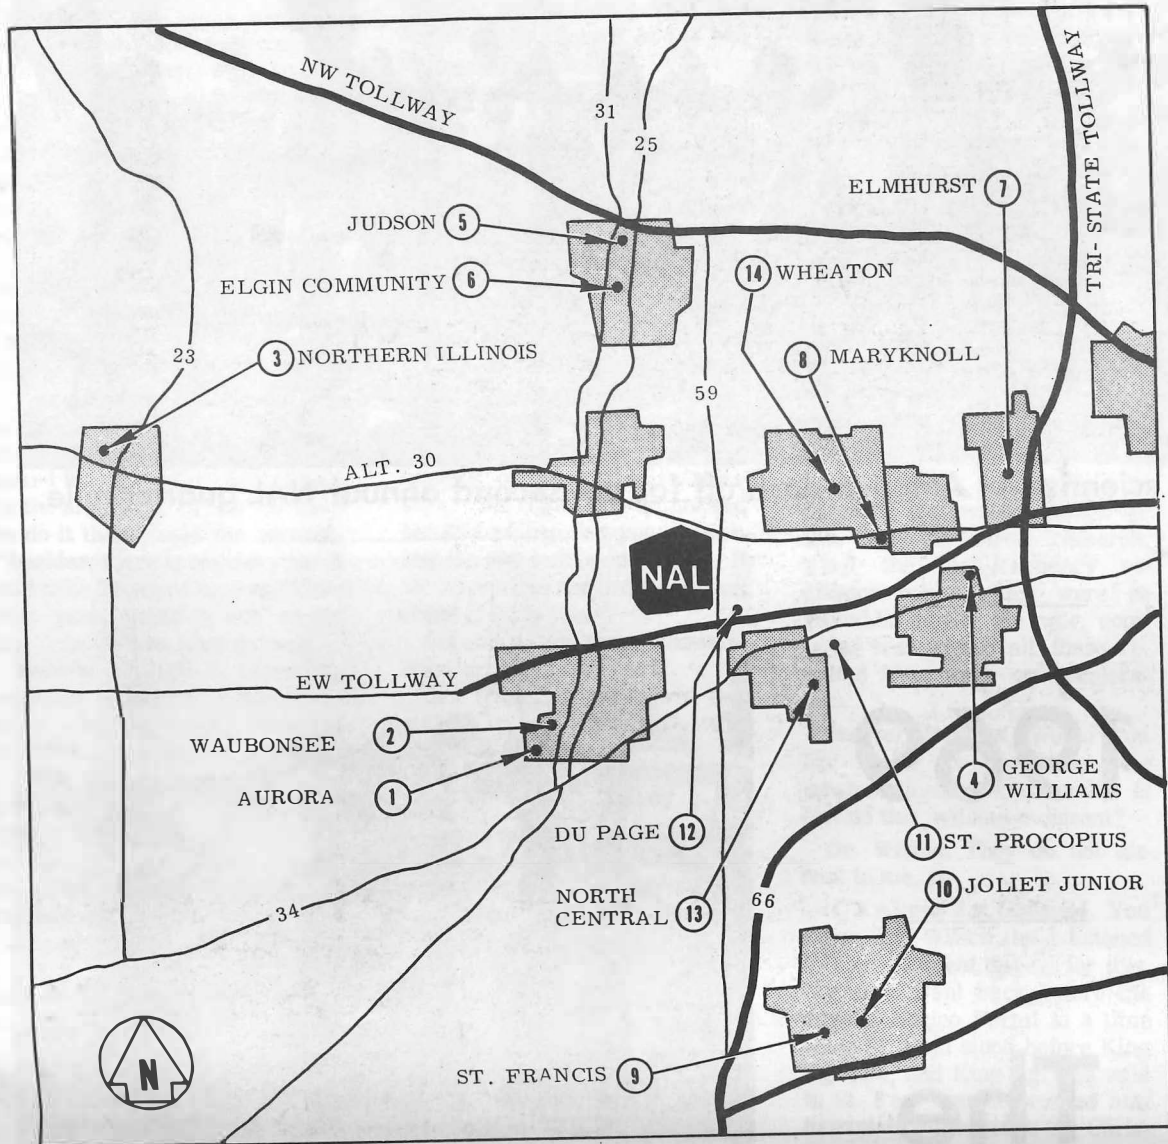 NW TOLLWAY
31
25
TRI-STATE TOLLWAY
ELMHURST 7
JUDSON 5
ELGIN COMMUNITY 6
14 WHEATON
23
3 NORTHERN ILLINOIS
8 MARYKNOLL
59
ALT. 30
NAL
EW TOLLWAY
WAUBONSEE 2
AURORA 1
4 GEORGE
WILLIAMS
DU PAGE 12
11 ST. PROCOPIUS
NORTH
CENTRAL 13
10 JOLIET JUNIOR
66
34
N
ST. FRANCIS 9